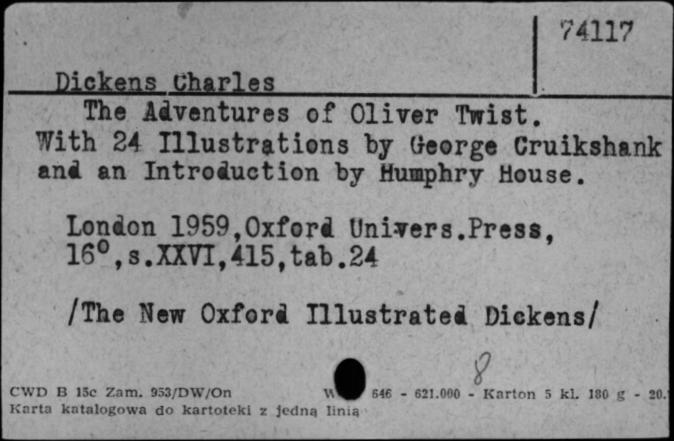 74117
Dickens Charles
The Adventures of Oliver Twist.
With 24 Illustrations by George Cruikshank
and an Introduction by Humphry House.
London 1959,Oxford Univers.Press,
16°,s.XXVI,415,tab.24
/The New Oxford Illustrated Dickens/
8
CWD B 15c Zam. 953/DW/On 646 - 621.000 - Karton 5 kl. 180 g - 20.
Karta katalogowa do kartoteki z jedną linią